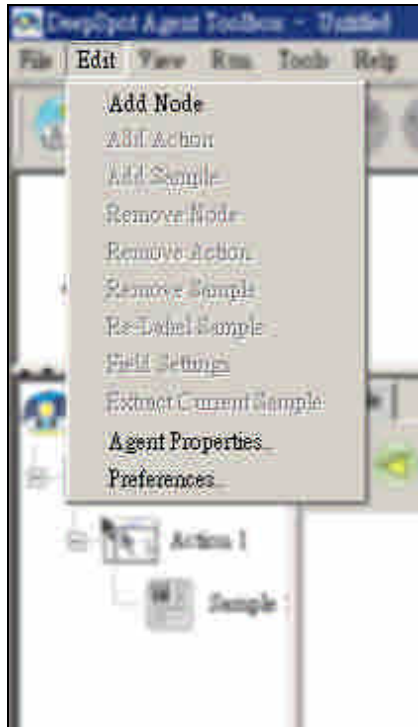 DeepSpot Agent Toolbox - Untitled
File Edit View Run Tools Help
Add Node
Add Action
Add Sample
Remove Node
Remove Action
Remove Sample
Re-Label Sample
Field Settings
Extract Current Sample
Agent Properties...
Preferences...
Action 1
Sample